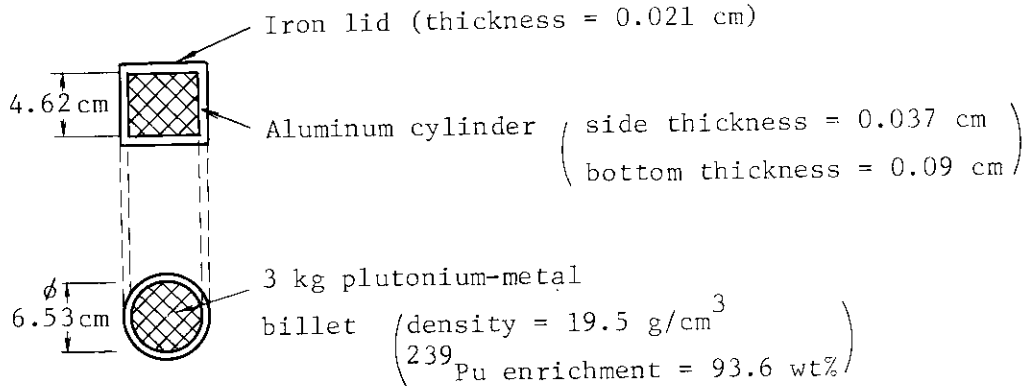 Iron lid (thickness = 0.021 cm)
4.62 cm
Aluminum cylinder ( side thickness = 0.037 cm
bottom thickness = 0.09 cm )
ϕ
6.53 cm
3 kg plutonium-metal
billet ( density = 19.5 g/cm³
²³⁹Pu enrichment = 93.6 wt% )